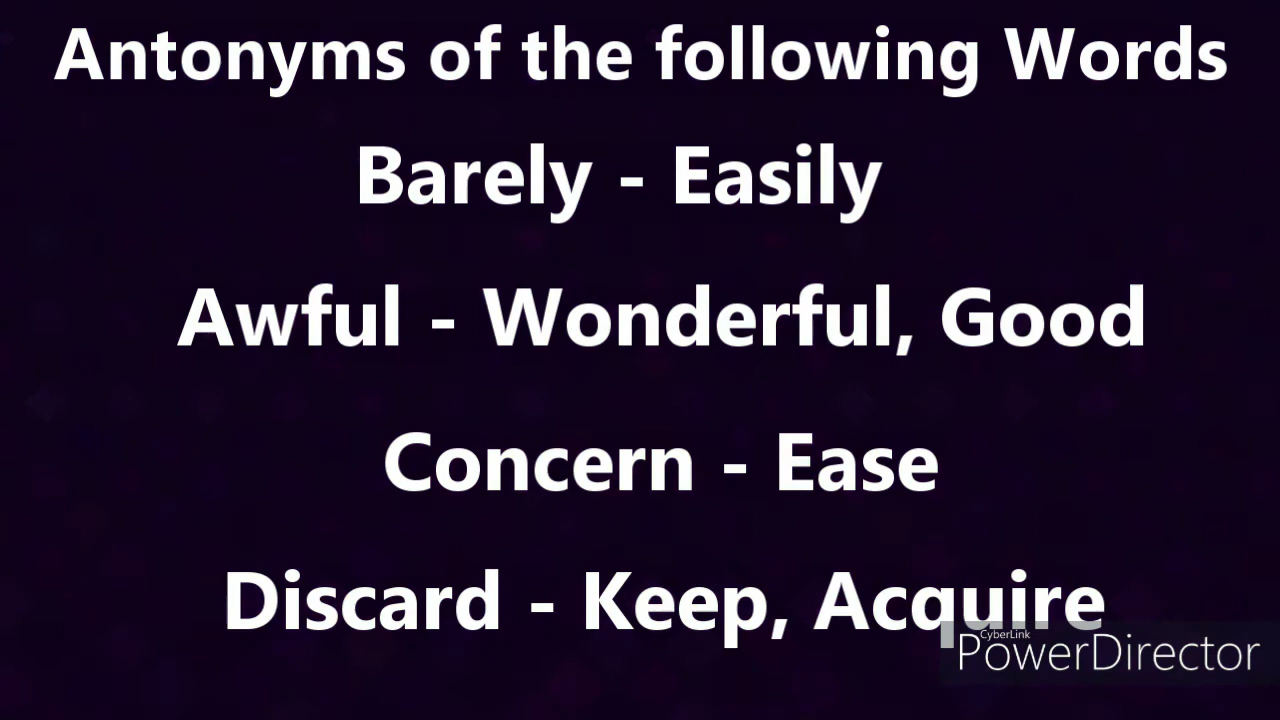 Antonyms of the following Words
Barely - Easily
Awful - Wonderful, Good
Concern - Ease
Discard - Keep, Acquire
CyberLink
PowerDirector